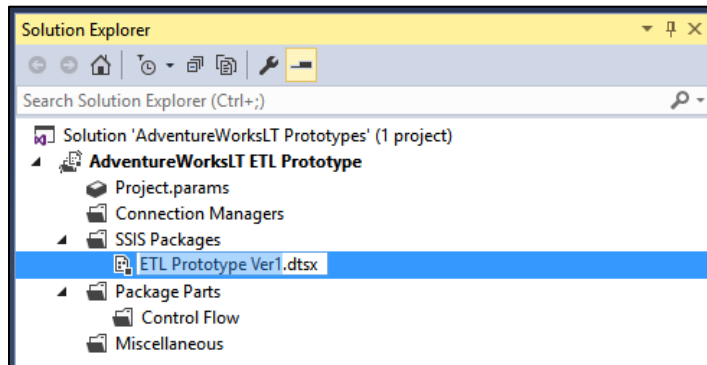 Solution Explorer
Search Solution Explorer (Ctrl+;)
Solution 'AdventureWorksLT Prototypes' (1 project)
AdventureWorksLT ETL Prototype
Project.params
Connection Managers
SSIS Packages
ETL Prototype Ver1.dtsx
Package Parts
Control Flow
Miscellaneous